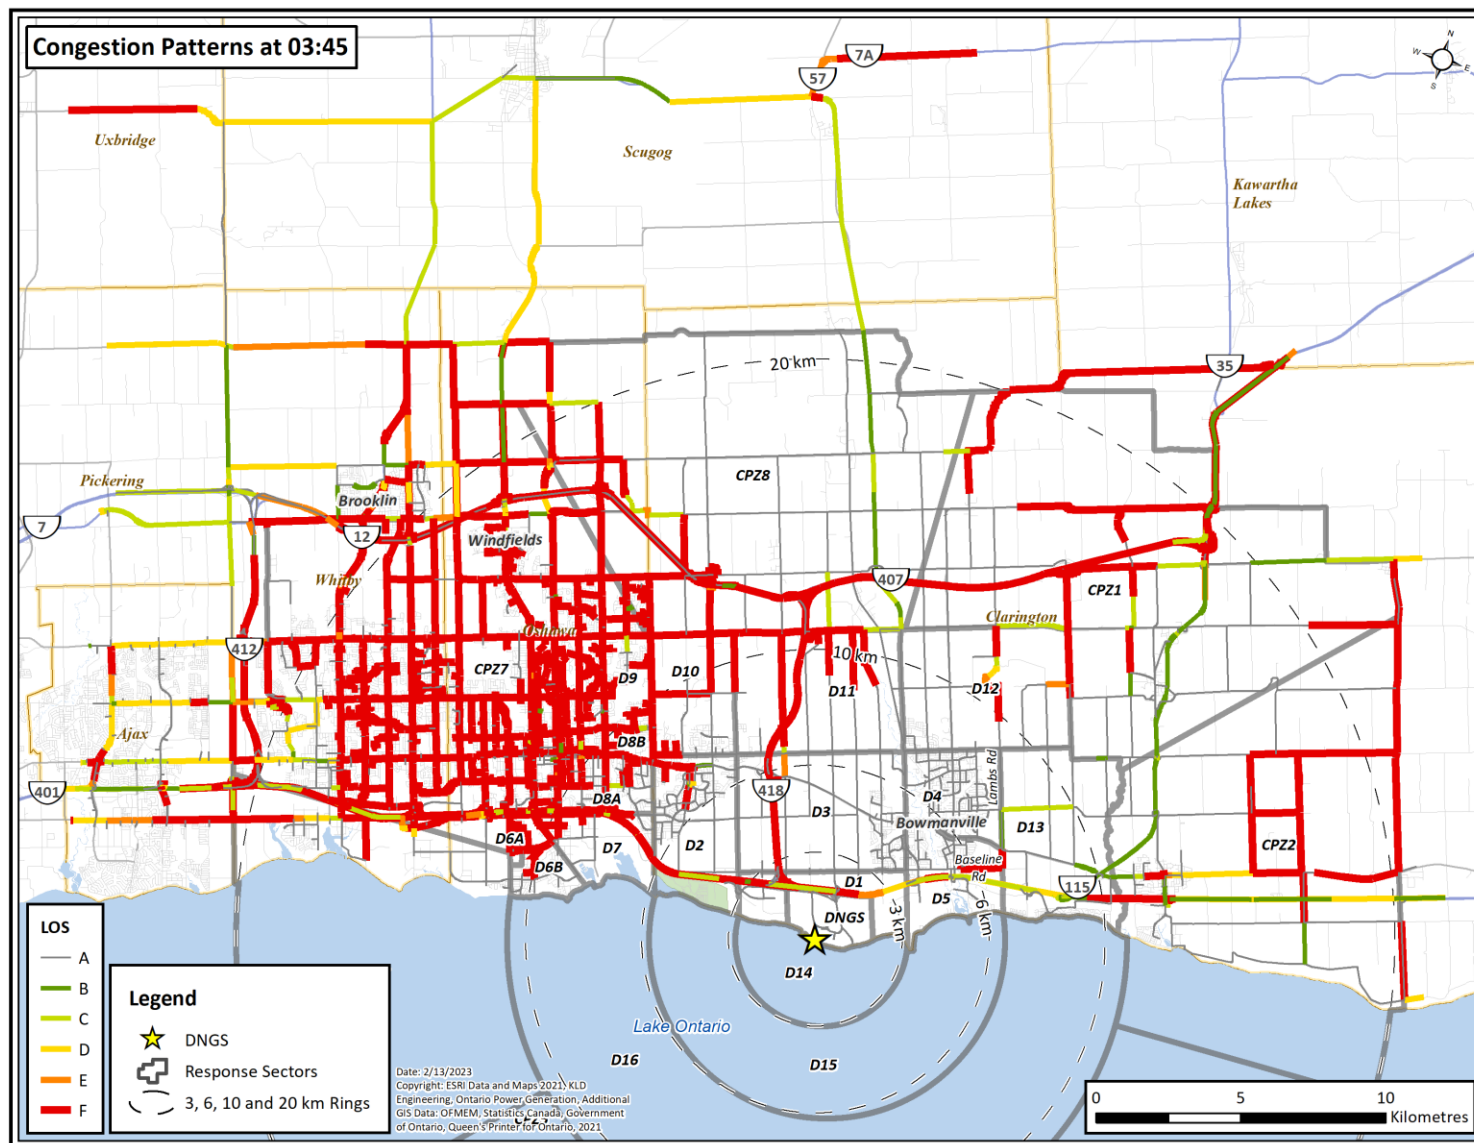 Congestion Patterns at 03:45
7A
57
Uxbridge
Scugog
Kawartha
Lakes
N
W
E
S
20 km
35
CPZ8
Pickering
Brooklin
7
12
Windfields
407
Whitby
CPZ1
Clarington
Oshawa
412
10 km
CPZ7
D9
D10
D11
D12
Ajax
D8B
Lambs Rd
401
418
D8A
D3
D4
Bowmanville
D13
D6A
D7
D2
CPZ2
D6B
Baseline
Rd
D1
115
D5
DNGS
3 km
6 km
D14
Lake Ontario
D16
D15
LOS
A
B
C
D
E
F
Legend
DNGS
Response Sectors
3, 6, 10 and 20 km Rings
Date: 2/13/2023
Copyright: ESRI Data and Maps 2021, KLD
Engineering, Ontario Power Generation, Additional
GIS Data: OFMEM, Statistics Canada, Government
of Ontario, Queen's Printer for Ontario, 2021
0 5 10
Kilometres